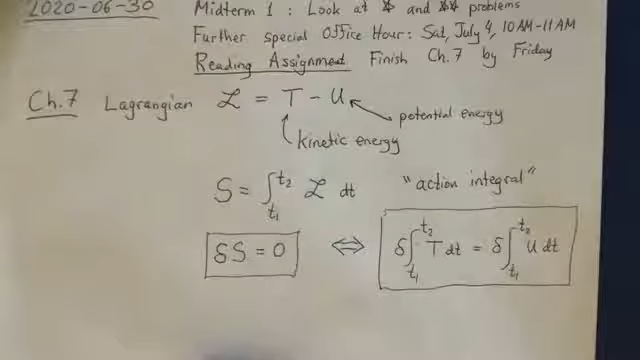 2020-06-30
Midterm 1 : Look at * and ** problems
Further special Office Hour: Sat, July 4, 10AM-11AM
Reading Assignment Finish Ch. 7 by Friday
Ch.7 Lagrangian ℒ = T - U
potential energy
kinetic energy
S = ∫_{t₁}^{t₂} ℒ dt "action integral"
δS = 0 ⇔ δ∫_{t₁}^{t₂} T dt = δ∫_{t₁}^{t₂} U dt